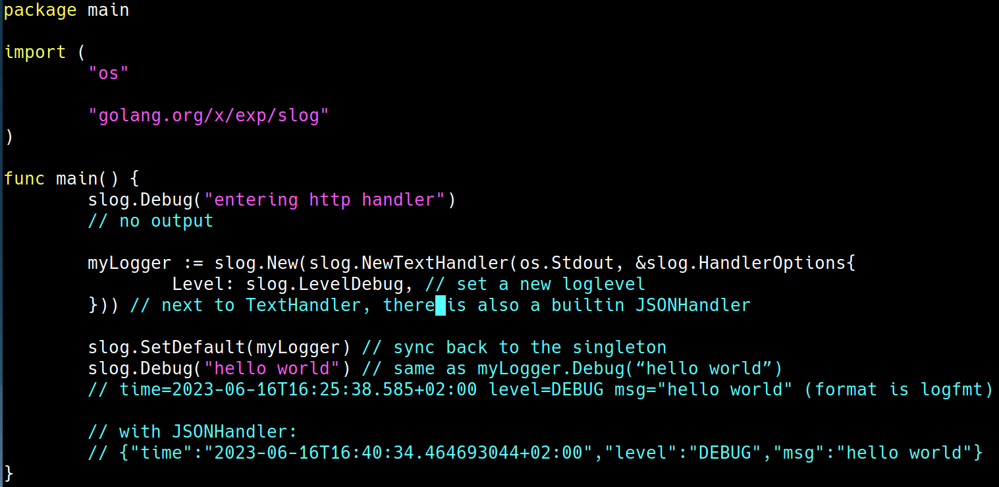 package main
import (
"os"
"golang.org/x/exp/slog"
)
func main() {
slog.Debug("entering http handler")
// no output
myLogger := slog.New(slog.NewTextHandler(os.Stdout, &slog.HandlerOptions{
Level: slog.LevelDebug, // set a new loglevel
})) // next to TextHandler, there is also a builtin JSONHandler
slog.SetDefault(myLogger) // sync back to the singleton
slog.Debug("hello world") // same as myLogger.Debug(“hello world”)
// time=2023-06-16T16:25:38.585+02:00 level=DEBUG msg="hello world" (format is logfmt)
// with JSONHandler:
// {"time":"2023-06-16T16:40:34.464693044+02:00","level":"DEBUG","msg":"hello world"}
}